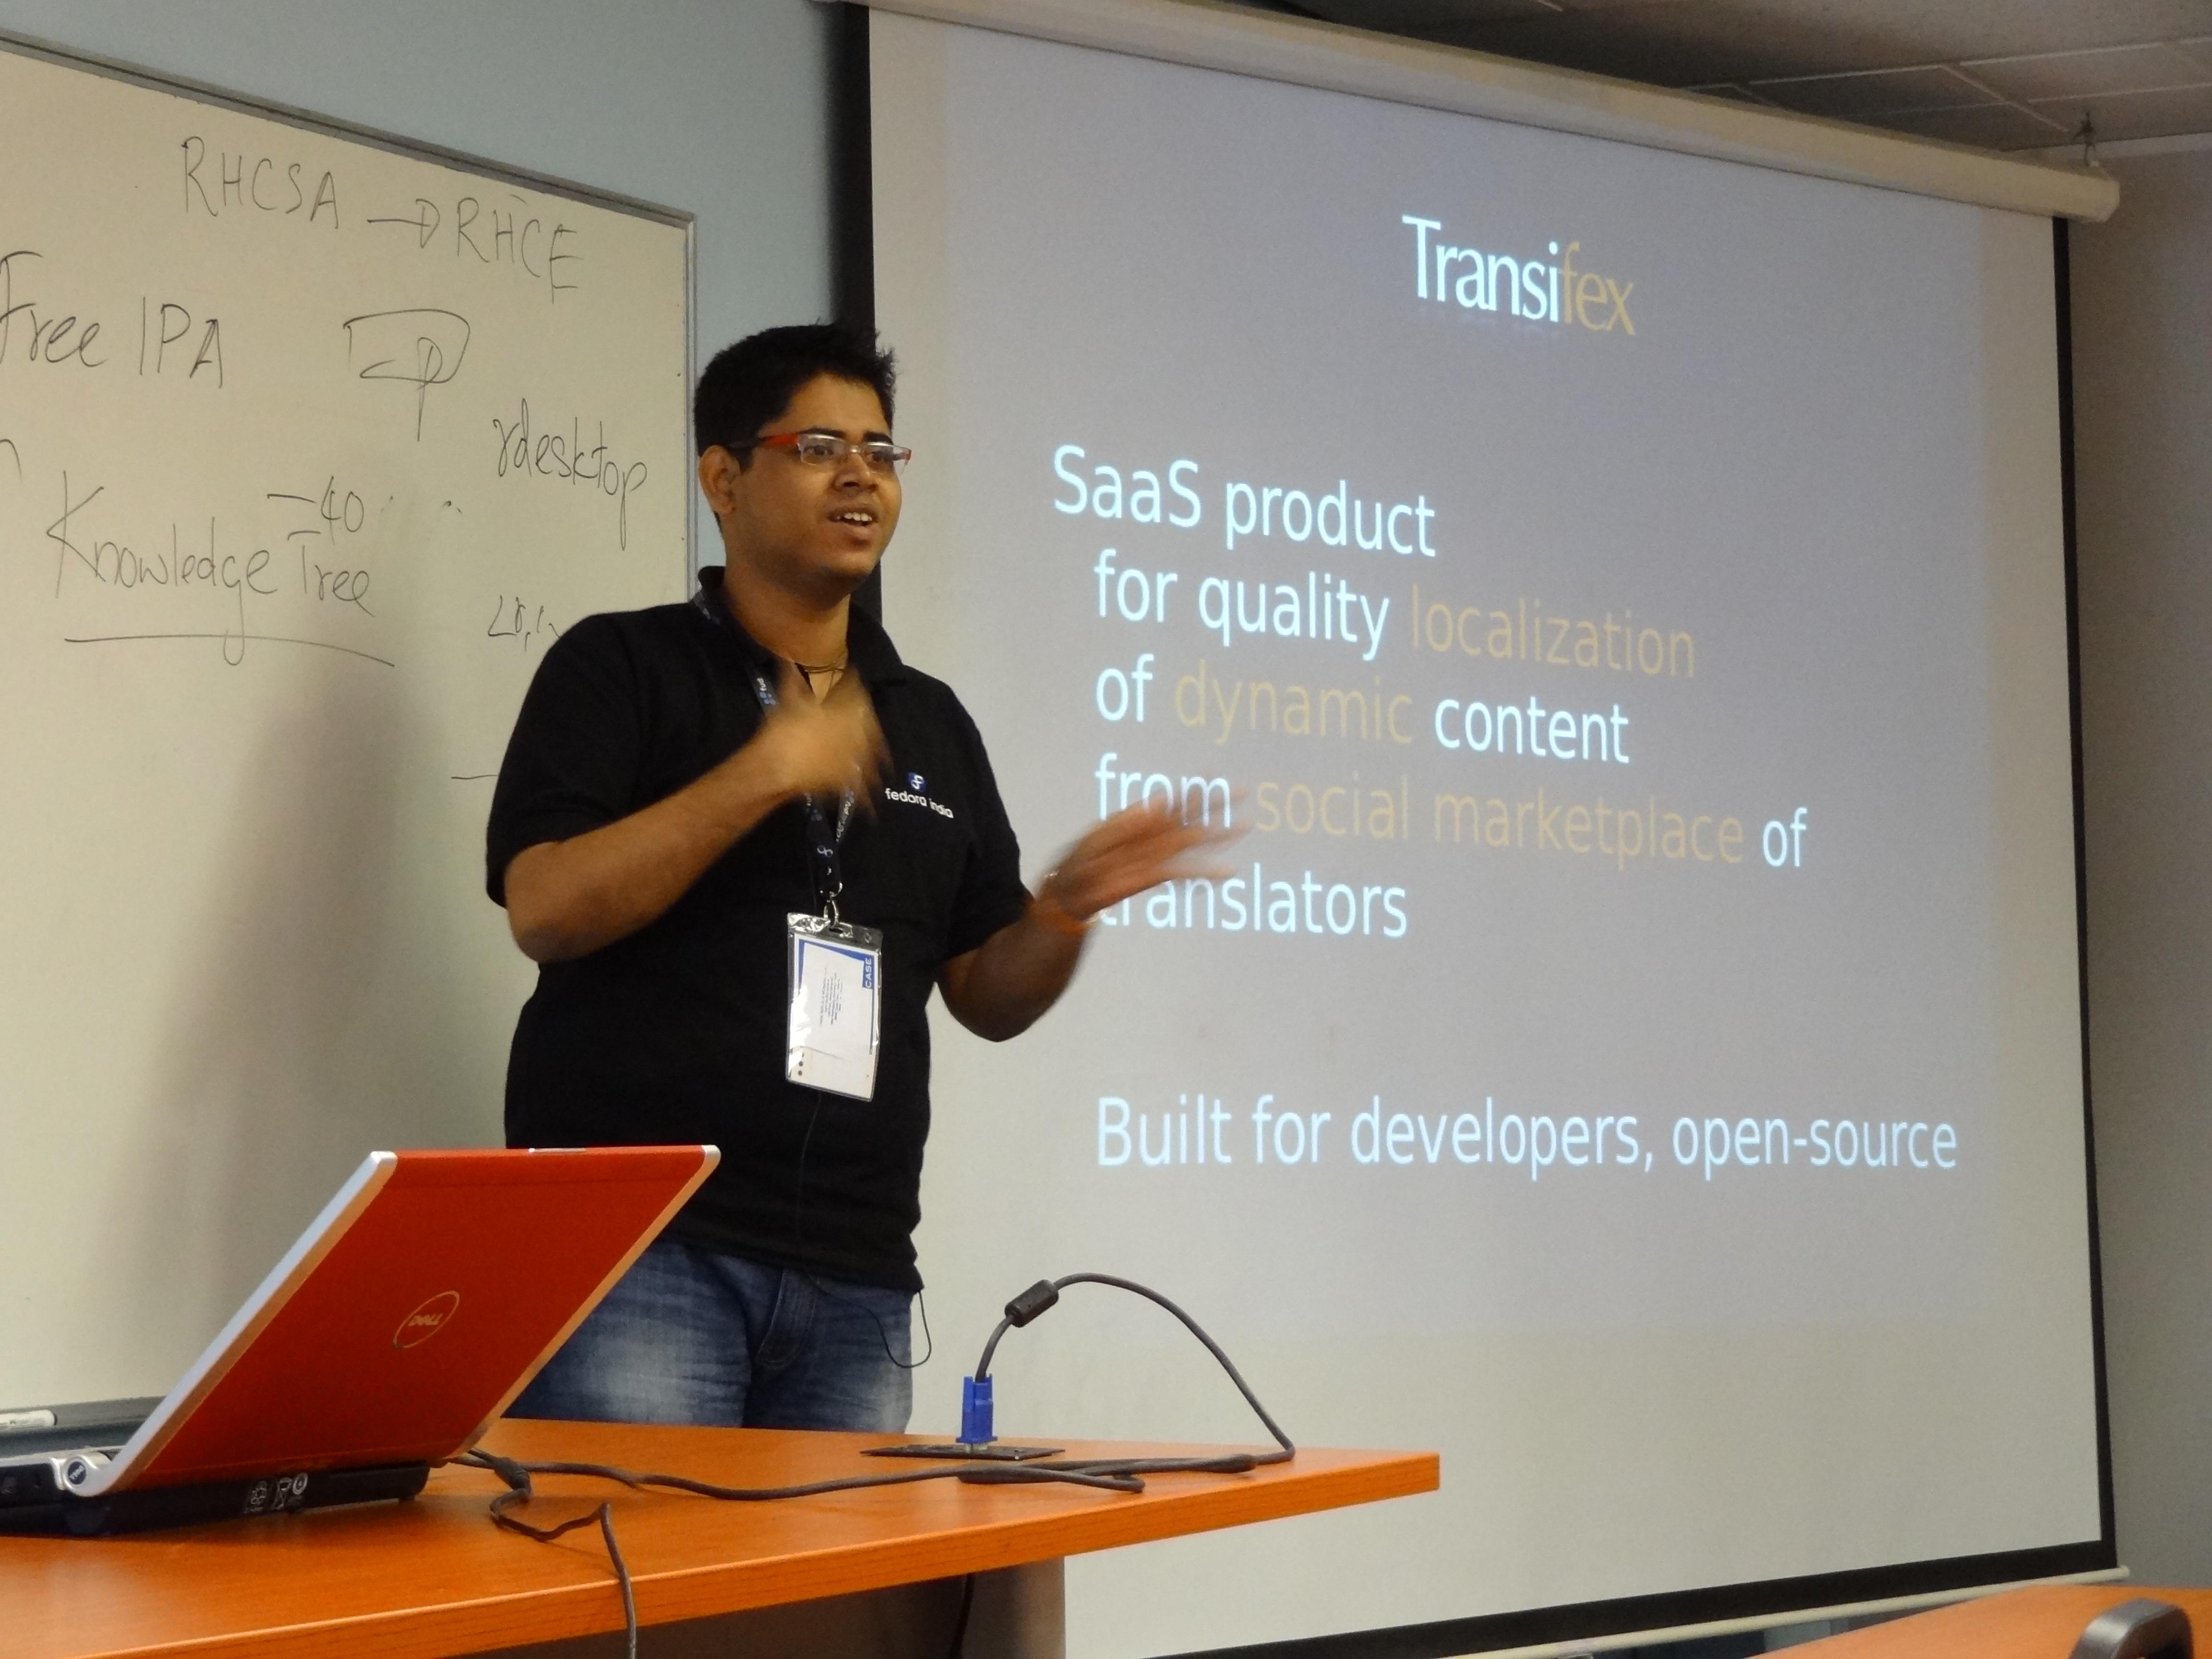 RHCSA → RHCE
Free IPA
rdesktop
-40
Knowledge Tree
Transifex
SaaS product
for quality localization
of dynamic content
from social marketplace of
translators
Built for developers, open-source
fedora india
CASE
DELL